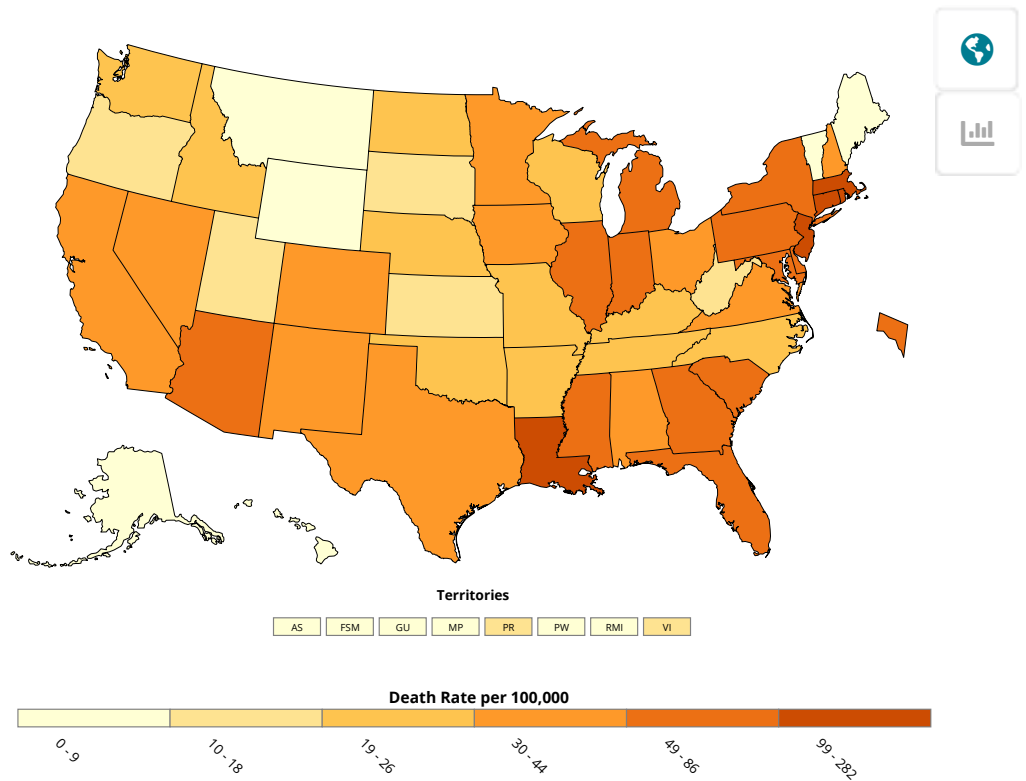 Territories
AS FSM GU MP PR PW RMI VI
Death Rate per 100,000
0 - 9 10 - 18 19 - 26 30 - 44 49 - 86 99 - 282